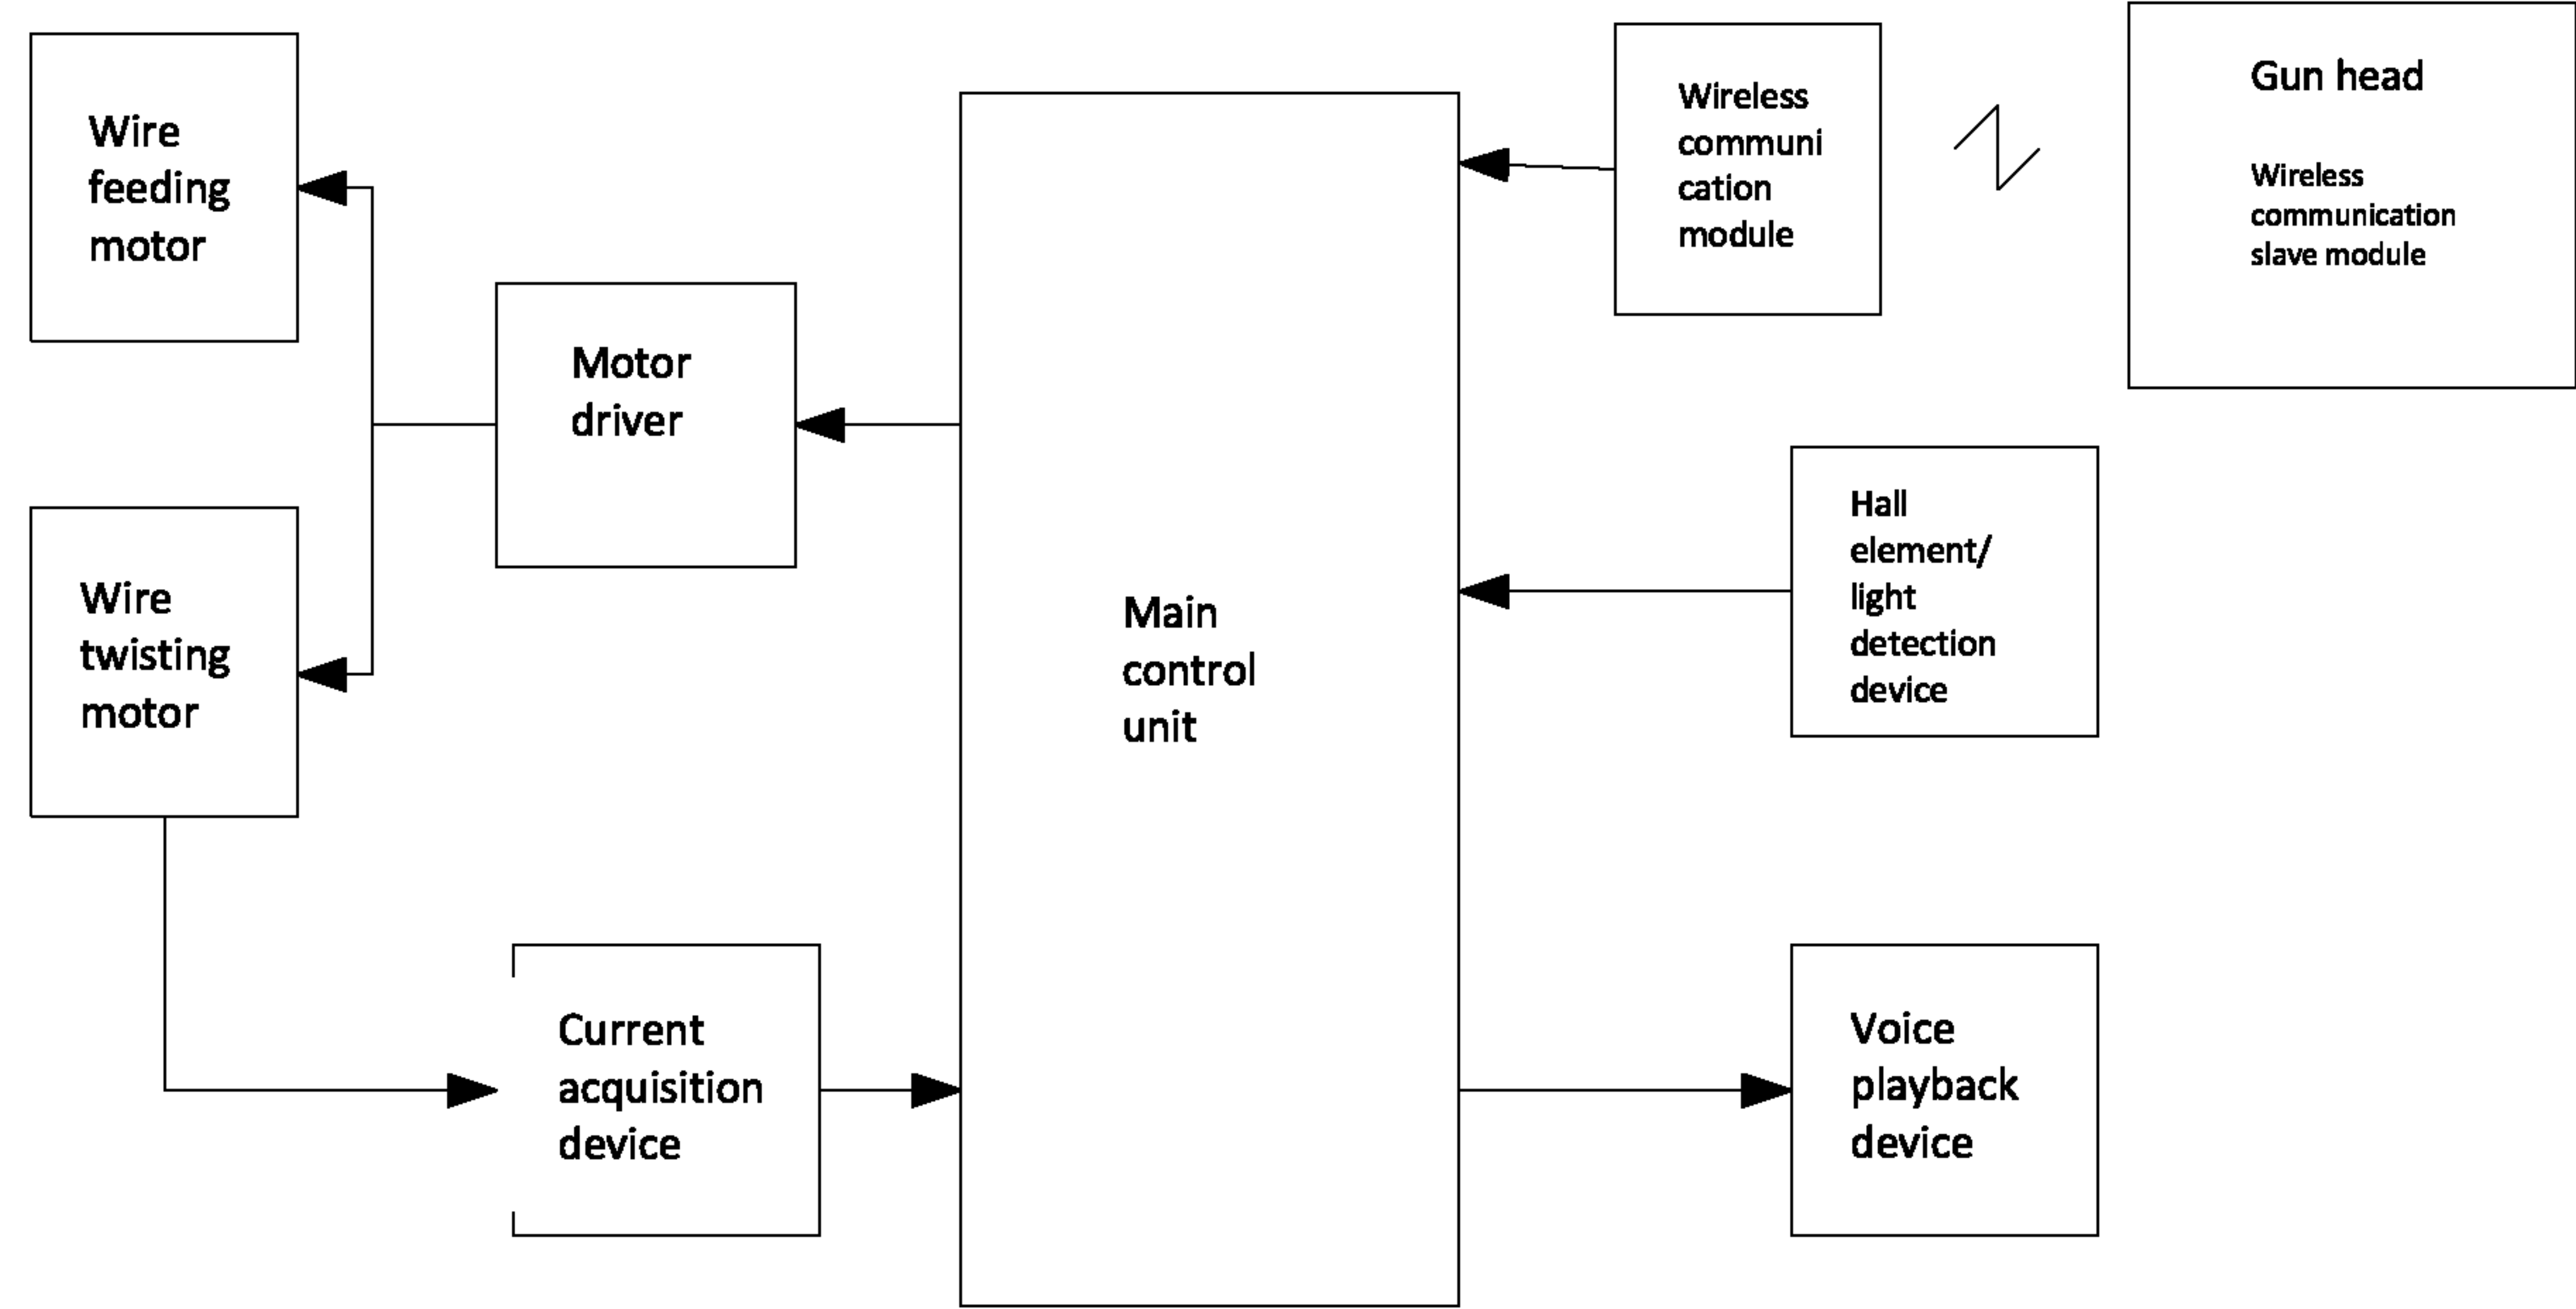 Wire
feeding
motor
Wire
twisting
motor
Motor
driver
Current
acquisition
device
Main
control
unit
Wireless
communi
cation
module
Gun head
Wireless
communication
slave module
Hall
element/
light
detection
device
Voice
playback
device